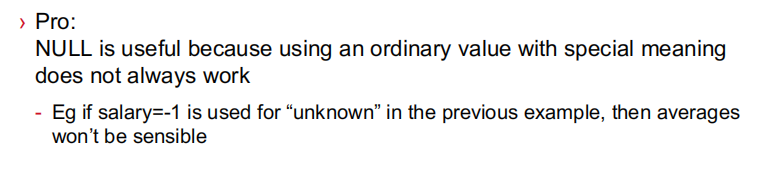 › Pro:
NULL is useful because using an ordinary value with special meaning
does not always work
- Eg if salary=-1 is used for “unknown” in the previous example, then averages
won’t be sensible